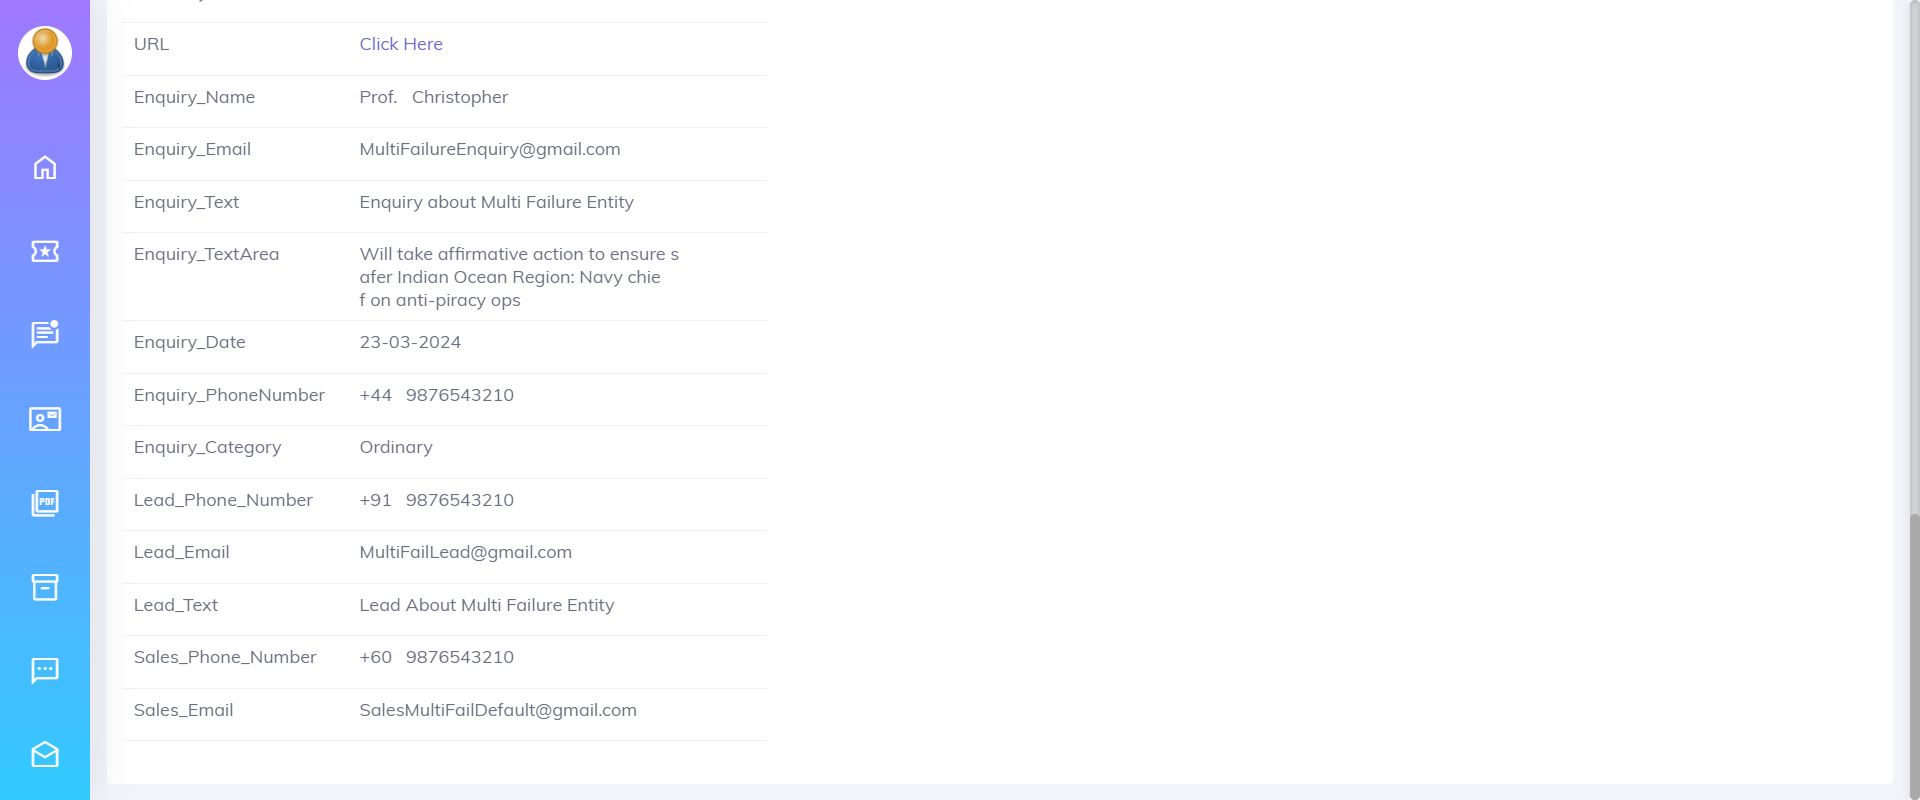 URL Click Here
Enquiry_Name Prof. Christopher
Enquiry_Email MultiFailureEnquiry@gmail.com
Enquiry_Text Enquiry about Multi Failure Entity
Enquiry_TextArea Will take affirmative action to ensure s
afer Indian Ocean Region: Navy chie
f on anti-piracy ops
Enquiry_Date 23-03-2024
Enquiry_PhoneNumber +44 9876543210
Enquiry_Category Ordinary
Lead_Phone_Number +91 9876543210
Lead_Email MultiFailLead@gmail.com
Lead_Text Lead About Multi Failure Entity
Sales_Phone_Number +60 9876543210
Sales_Email SalesMultiFailDefault@gmail.com
PDF